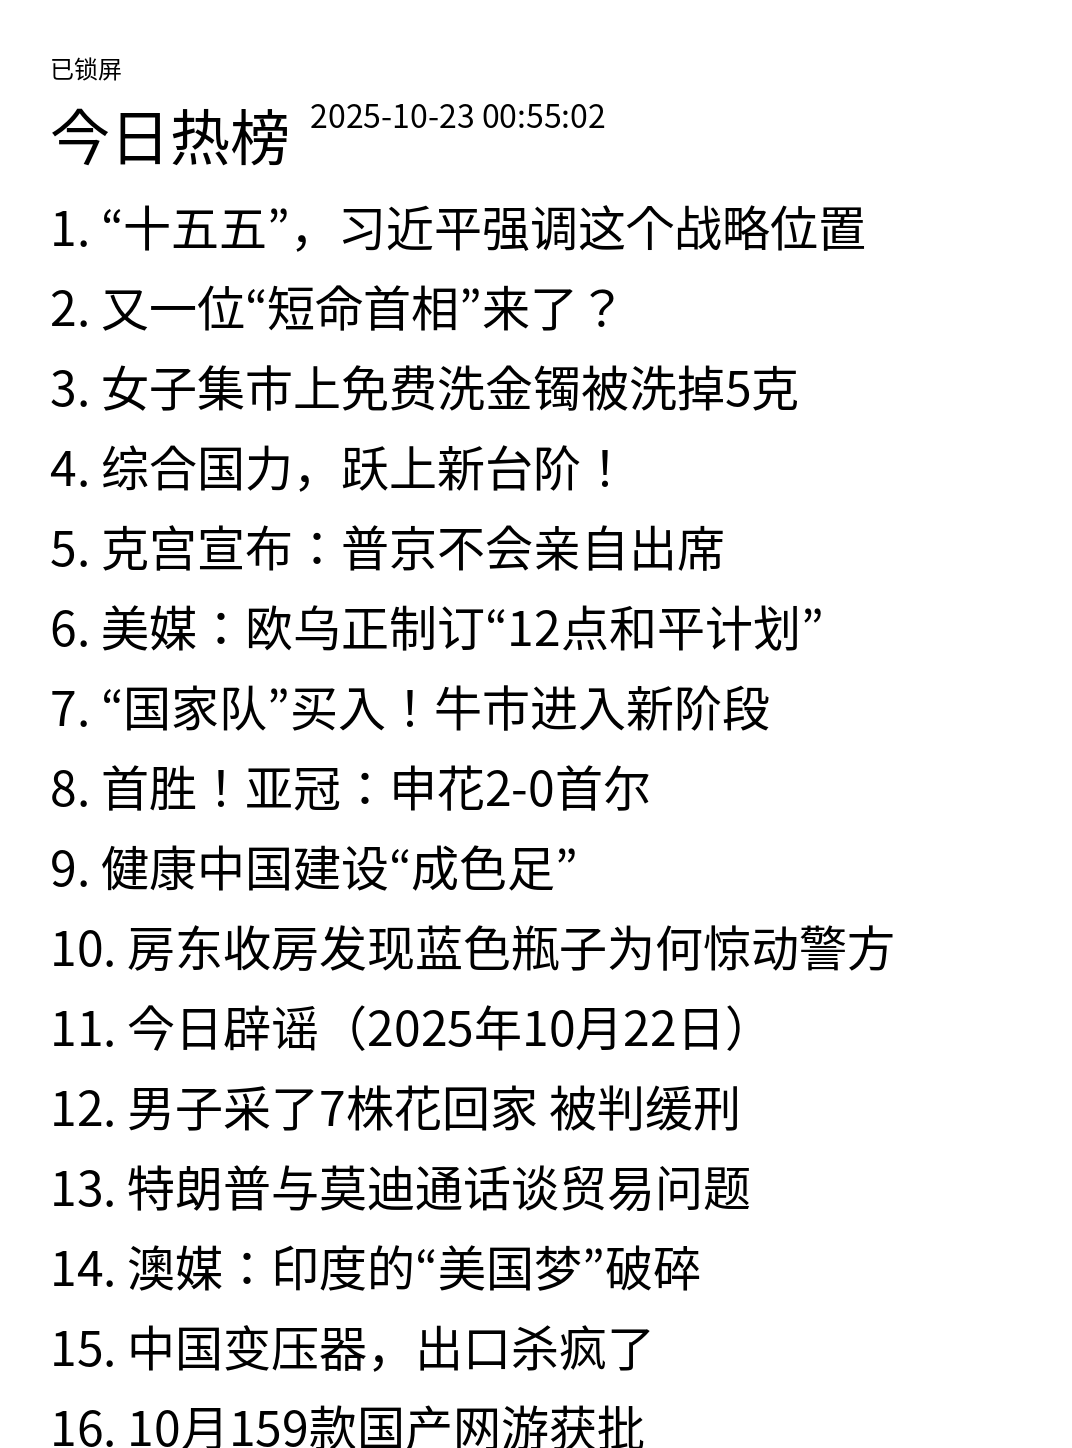 已锁屏
今日热榜 2025-10-23 00:55:02
1. “十五五”，习近平强调这个战略位置
2. 又一位“短命首相”来了？
3. 女子集市上免费洗金镯被洗掉5克
4. 综合国力，跃上新台阶！
5. 克宫宣布：普京不会亲自出席
6. 美媒：欧乌正制订“12点和平计划”
7. “国家队”买入！牛市进入新阶段
8. 首胜！亚冠：申花2-0首尔
9. 健康中国建设“成色足”
10. 房东收房发现蓝色瓶子为何惊动警方
11. 今日辟谣（2025年10月22日）
12. 男子采了7株花回家 被判缓刑
13. 特朗普与莫迪通话谈贸易问题
14. 澳媒：印度的“美国梦”破碎
15. 中国变压器，出口杀疯了
16. 10月159款国产网游获批